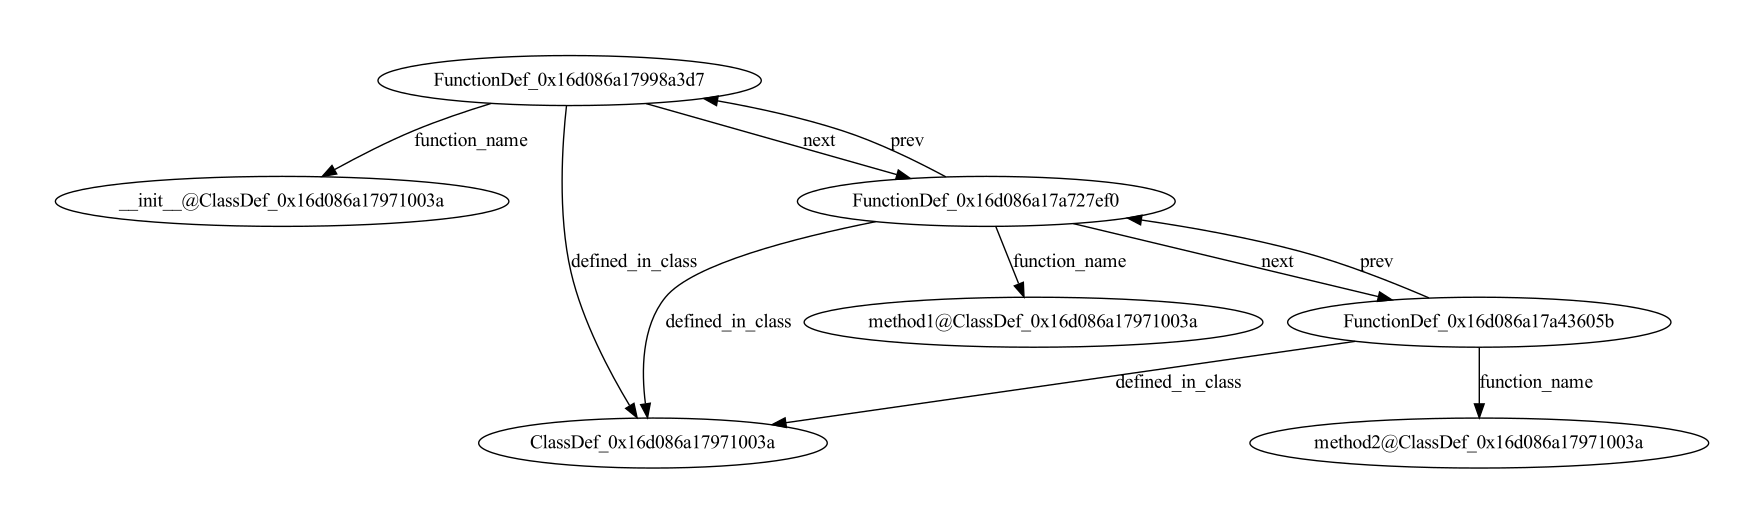 FunctionDef_0x16d086a17998a3d7
function_name
next
prev
__init__@ClassDef_0x16d086a17971003a
FunctionDef_0x16d086a17a727ef0
defined_in_class
function_name
next
prev
defined_in_class
method1@ClassDef_0x16d086a17971003a
FunctionDef_0x16d086a17a43605b
defined_in_class
function_name
ClassDef_0x16d086a17971003a
method2@ClassDef_0x16d086a17971003a